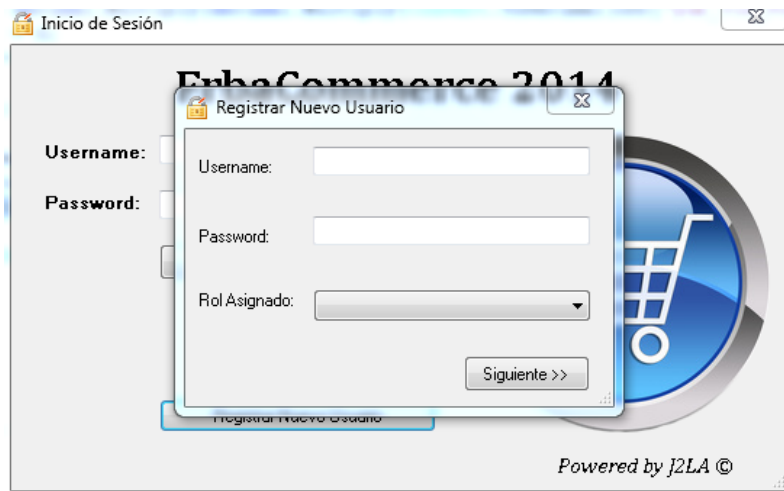 Inicio de Sesión
FrbaCommerce 2014
Registrar Nuevo Usuario
Username:
Username:
Password:
Password:
Rol Asignado:
Siguiente >>
Registrar Nuevo Usuario
Powered by J2LA ©